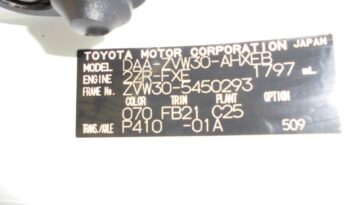 TOYOTA MOTOR CORPORATION JAPAN
MODEL DAA-ZVW30-AHXEB
ENGINE 2ZR-FXE 1797 mL
FRAME NO. ZVW30-5450293
COLOR TRIM PLANT
070 FB21 C25
TRANS./AXLE P410 -01A 509